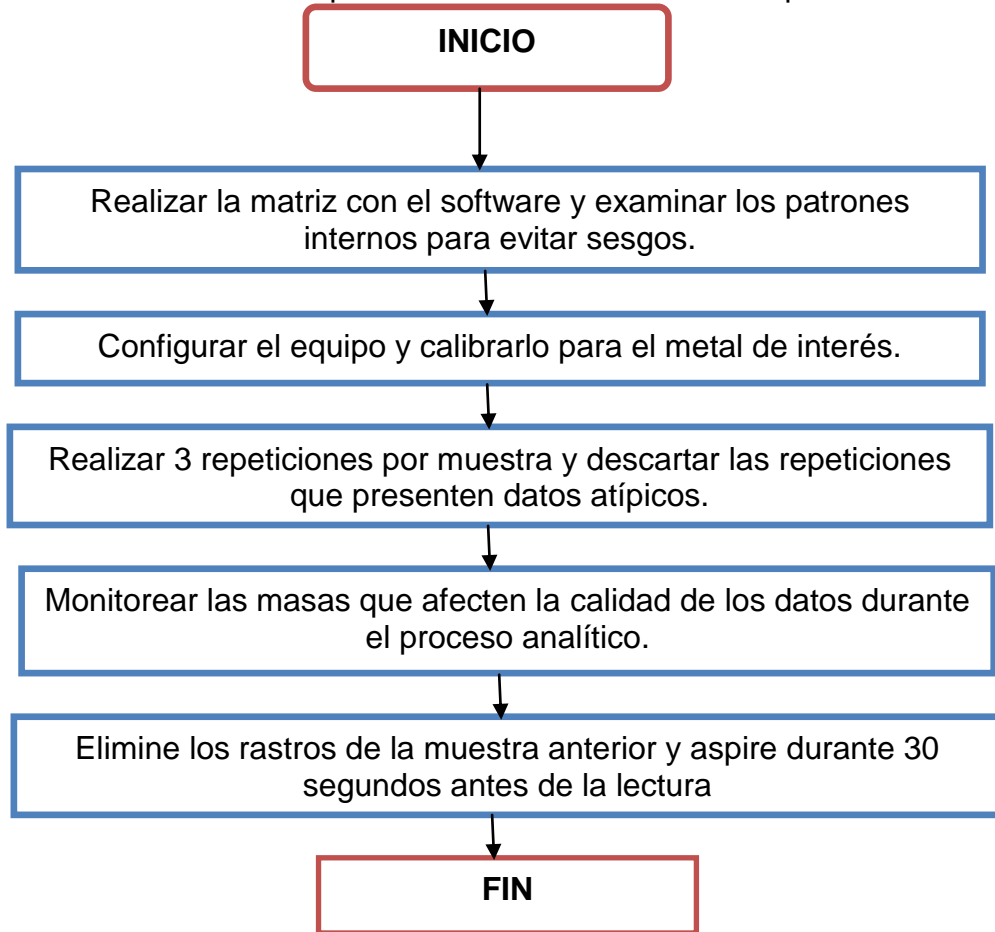 INICIO
Realizar la matriz con el software y examinar los patrones
internos para evitar sesgos.
Configurar el equipo y calibrarlo para el metal de interés.
Realizar 3 repeticiones por muestra y descartar las repeticiones
que presenten datos atípicos.
Monitorear las masas que afecten la calidad de los datos durante
el proceso analítico.
Elimine los rastros de la muestra anterior y aspire durante 30
segundos antes de la lectura
FIN